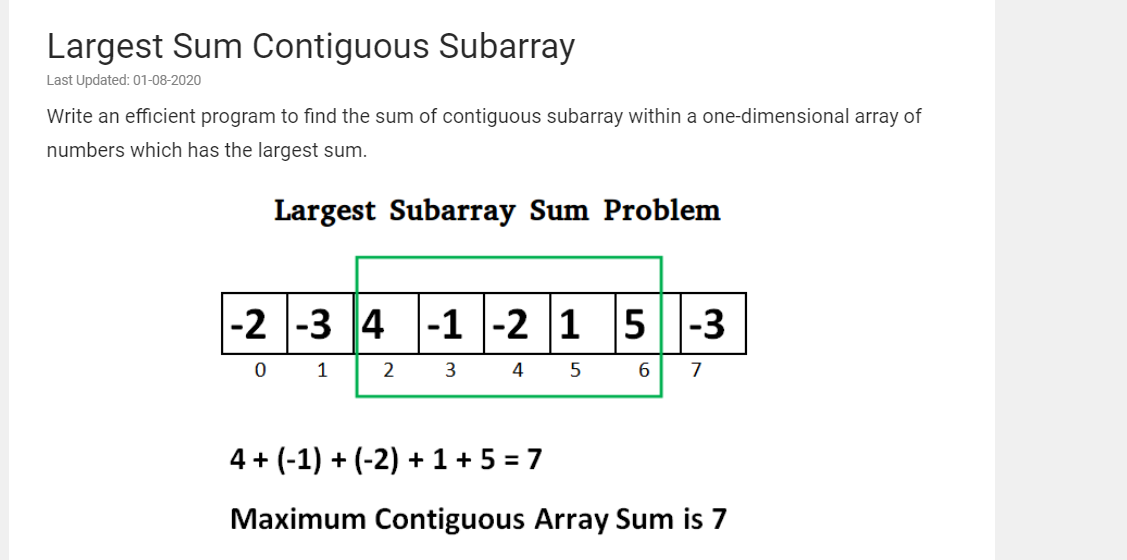 Largest Sum Contiguous Subarray
Last Updated: 01-08-2020
Write an efficient program to find the sum of contiguous subarray within a one-dimensional array of
numbers which has the largest sum.
Largest Subarray Sum Problem
-2 -3 4 -1 -2 1 5 -3
0 1 2 3 4 5 6 7
4 + (-1) + (-2) + 1 + 5 = 7
Maximum Contiguous Array Sum is 7